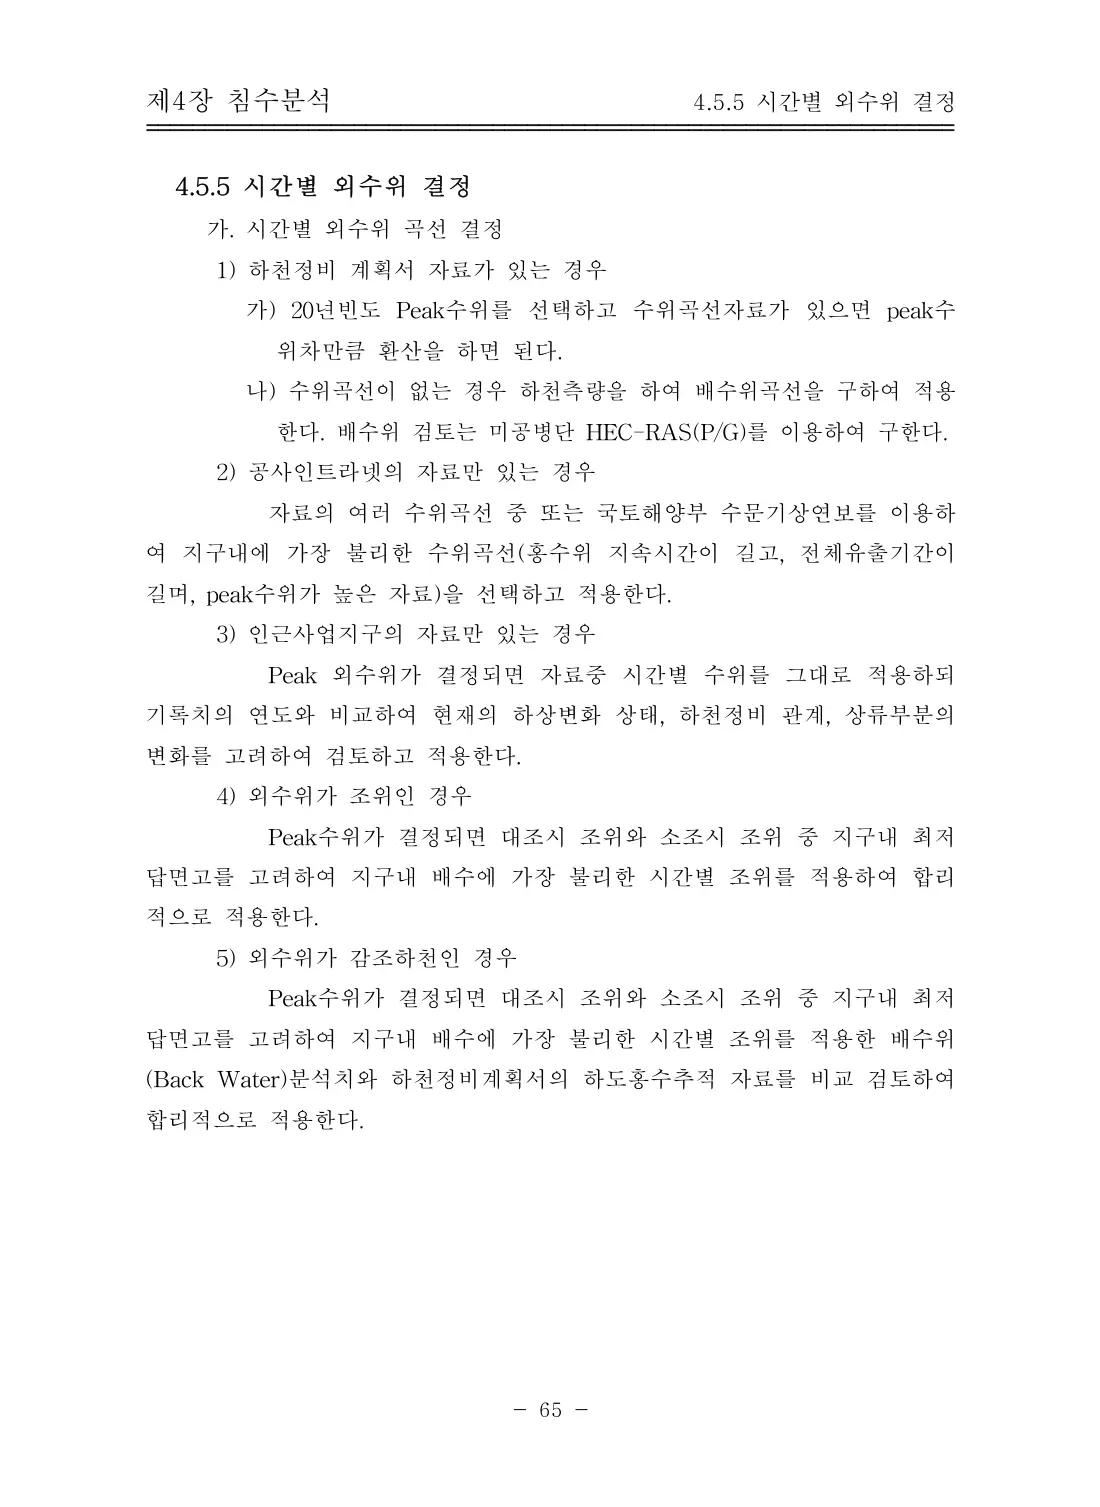 제4장 침수분석
4.5.5 시간별 외수위 결정
4.5.5 시간별 외수위 결정
가. 시간별 외수위 곡선 결정
1) 하천정비 계획서 자료가 있는 경우
가) 20년빈도 Peak수위를 선택하고 수위곡선자료가 있으면 peak수
위차만큼 환산을 하면 된다.
나) 수위곡선이 없는 경우 하천측량을 하여 배수위곡선을 구하여 적용
한다. 배수위 검토는 미공병단 HEC-RAS(P/G)를 이용하여 구한다.
2) 공사인트라넷의 자료만 있는 경우
자료의 여러 수위곡선 중 또는 국토해양부 수문기상연보를 이용하
여 지구내에 가장 불리한 수위곡선(홍수위 지속시간이 길고, 전체유출기간이
길며, peak수위가 높은 자료)을 선택하고 적용한다.
3) 인근사업지구의 자료만 있는 경우
Peak 외수위가 결정되면 자료중 시간별 수위를 그대로 적용하되
기록치의 연도와 비교하여 현재의 하상변화 상태, 하천정비 관계, 상류부분의
변화를 고려하여 검토하고 적용한다.
4) 외수위가 조위인 경우
Peak수위가 결정되면 대조시 조위와 소조시 조위 중 지구내 최저
답면고를 고려하여 지구내 배수에 가장 불리한 시간별 조위를 적용하여 합리
적으로 적용한다.
5) 외수위가 감조하천인 경우
Peak수위가 결정되면 대조시 조위와 소조시 조위 중 지구내 최저
답면고를 고려하여 지구내 배수에 가장 불리한 시간별 조위를 적용한 배수위
(Back Water)분석치와 하천정비계획서의 하도홍수추적 자료를 비교 검토하여
합리적으로 적용한다.
- 65 -